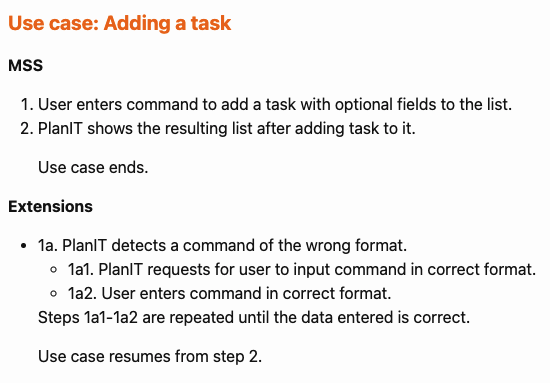 Use case: Adding a task
MSS
1. User enters command to add a task with optional fields to the list.
2. PlanIT shows the resulting list after adding task to it.
Use case ends.
Extensions
• 1a. PlanIT detects a command of the wrong format.
◦ 1a1. PlanIT requests for user to input command in correct format.
◦ 1a2. User enters command in correct format.
Steps 1a1-1a2 are repeated until the data entered is correct.
Use case resumes from step 2.